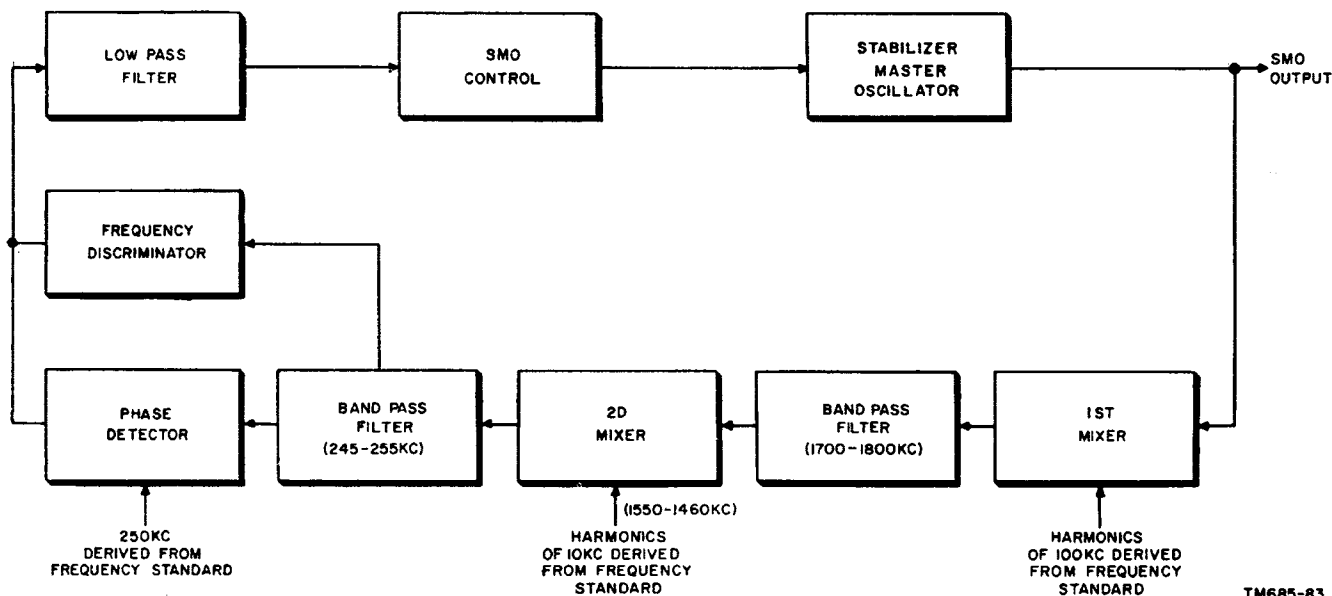 LOW PASS
FILTER
SMO
CONTROL
STABILIZER
MASTER
OSCILLATOR
SMO
OUTPUT
FREQUENCY
DISCRIMINATOR
PHASE
DETECTOR
BAND PASS
FILTER
(245-255KC)
2D
MIXER
BAND PASS
FILTER
(1700-1800KC)
1ST
MIXER
250KC
DERIVED FROM
FREQUENCY STANDARD
(1550-1460KC)
HARMONICS
OF 10KC DERIVED
FROM FREQUENCY
STANDARD
HARMONICS
OF 100KC DERIVED
FROM FREQUENCY
STANDARD
TM685-83